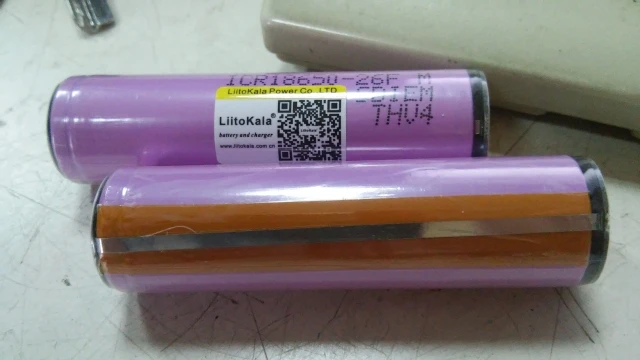 ICR18650-26F
LiitoKala Power Co.,LTD
LiitoKala®
battery and charger
www.liitokala.com.cn
THV4